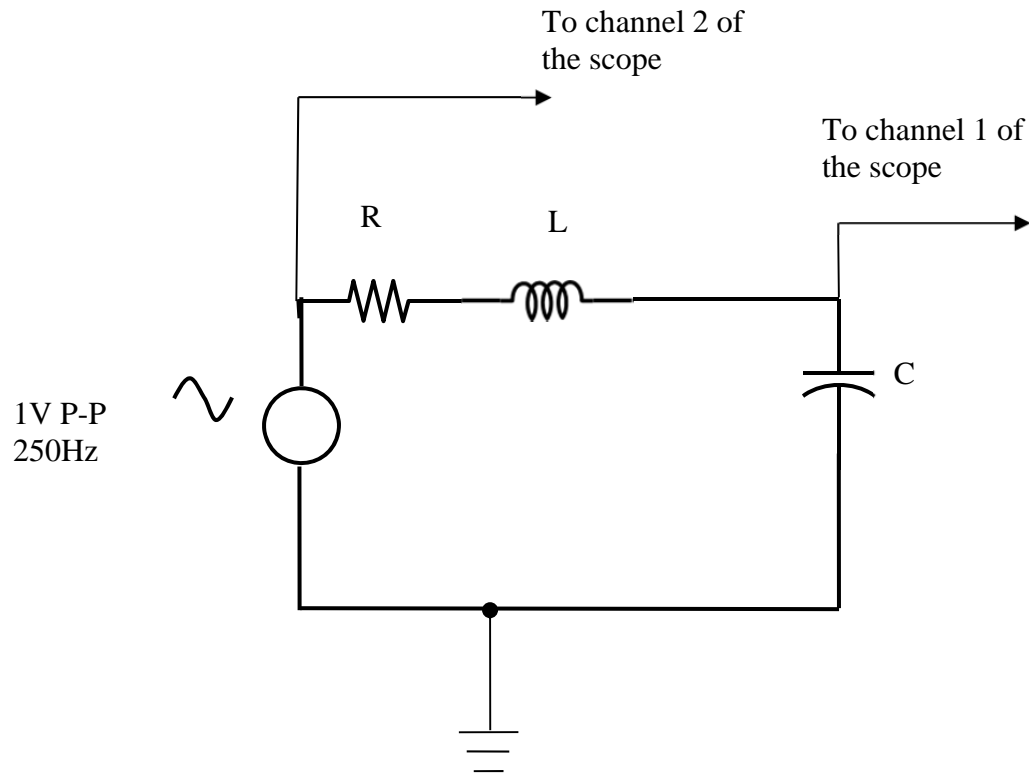 To channel 2 of
the scope
To channel 1 of
the scope
R
L
C
1V P-P
250Hz